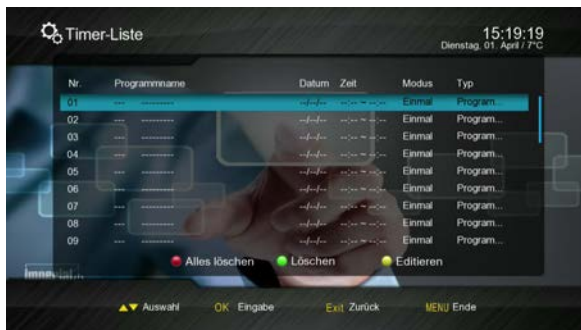 Timer-Liste
15:19:19
Dienstag, 01. April / 7°C
Nr. Programmname Datum Zeit Modus Typ
01 --- --------- --/--/-- --:-- ~ --:-- Einmal Program...
02 --- --------- --/--/-- --:-- ~ --:-- Einmal Program...
03 --- --------- --/--/-- --:-- ~ --:-- Einmal Program...
04 --- --------- --/--/-- --:-- ~ --:-- Einmal Program...
05 --- --------- --/--/-- --:-- ~ --:-- Einmal Program...
06 --- --------- --/--/-- --:-- ~ --:-- Einmal Program...
07 --- --------- --/--/-- --:-- ~ --:-- Einmal Program...
08 --- --------- --/--/-- --:-- ~ --:-- Einmal Program...
09 --- --------- --/--/-- --:-- ~ --:-- Einmal Program...
Alles löschen Löschen Editieren
▲▼ Auswahl OK Eingabe Exit Zurück MENU Ende